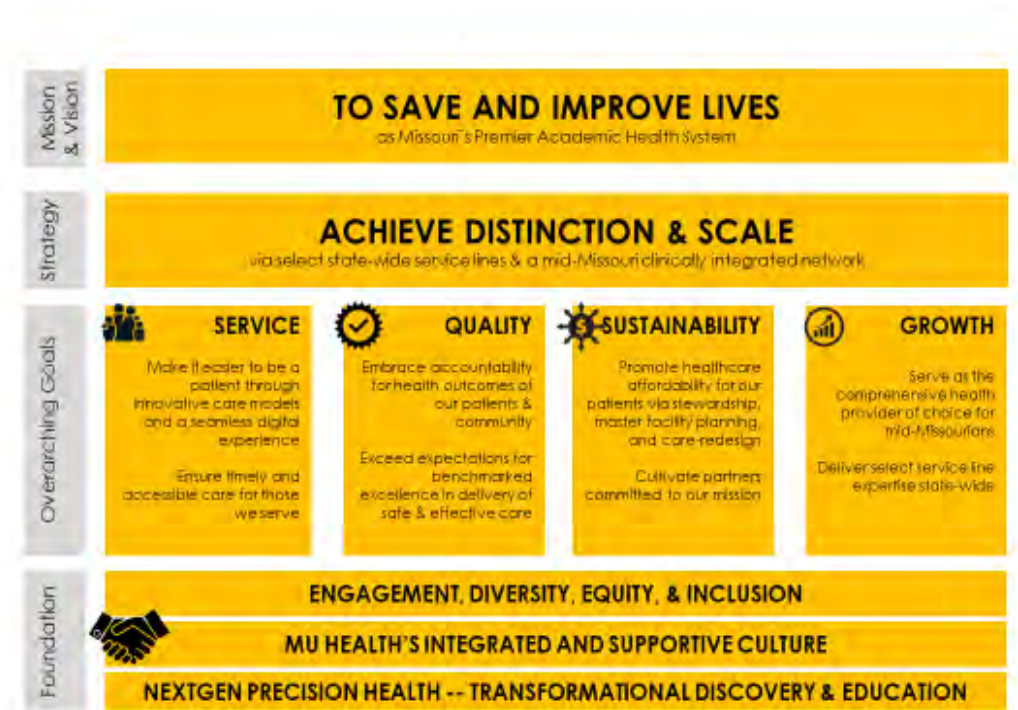 Mission
& Vision
TO SAVE AND IMPROVE LIVES
as Missouri's Premier Academic Health System
Strategy
ACHIEVE DISTINCTION & SCALE
via select state-wide service lines & a mid-Missouri clinically integrated network
Overarching Goals
SERVICE
Make it easier to be a
patient through
innovative care models
and a seamless digital
experience
Ensure timely and
accessible care for those
we serve
QUALITY
Embrace accountability
for health outcomes of
our patients &
community
Exceed expectations for
benchmarked
excellence in delivery of
safe & effective care
$
SUSTAINABILITY
Promote healthcare
affordability for our
patients via stewardship,
master facility planning,
and care-redesign
Cultivate partners
committed to our mission
GROWTH
Serve as the
comprehensive health
provider of choice for
mid-Missourians
Deliver select service line
expertise state-wide
Foundation
ENGAGEMENT, DIVERSITY, EQUITY, & INCLUSION
MU HEALTH'S INTEGRATED AND SUPPORTIVE CULTURE
NEXTGEN PRECISION HEALTH -- TRANSFORMATIONAL DISCOVERY & EDUCATION